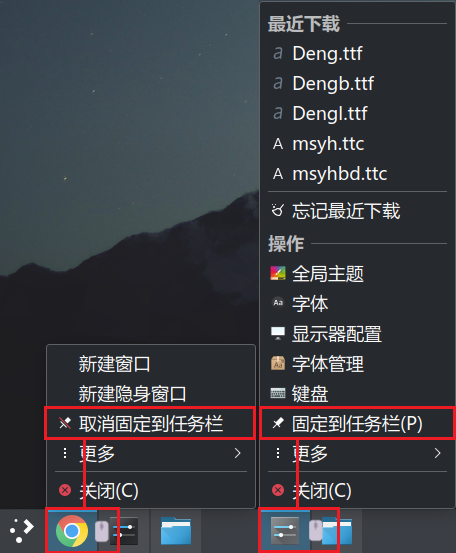 最近下载
Deng.ttf
Dengb.ttf
Dengl.ttf
msyh.ttc
msyhbd.ttc
忘记最近下载
操作
全局主题
字体
显示器配置
字体管理
键盘
固定到任务栏(P)
更多
关闭(C)
新建窗口
新建隐身窗口
取消固定到任务栏
更多
关闭(C)